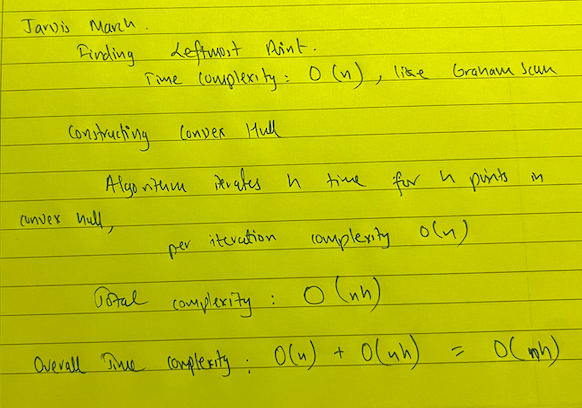 Jarvis March.
Finding Leftmost Point.
Time complexity: O(n), like Graham Scan
Constructing Convex Hull
Algorithm iterates h time for h points in
convex hull,
per iteration complexity O(n)
Total complexity: O(nh)
Overall Time complexity: O(n) + O(nh) = O(nh)